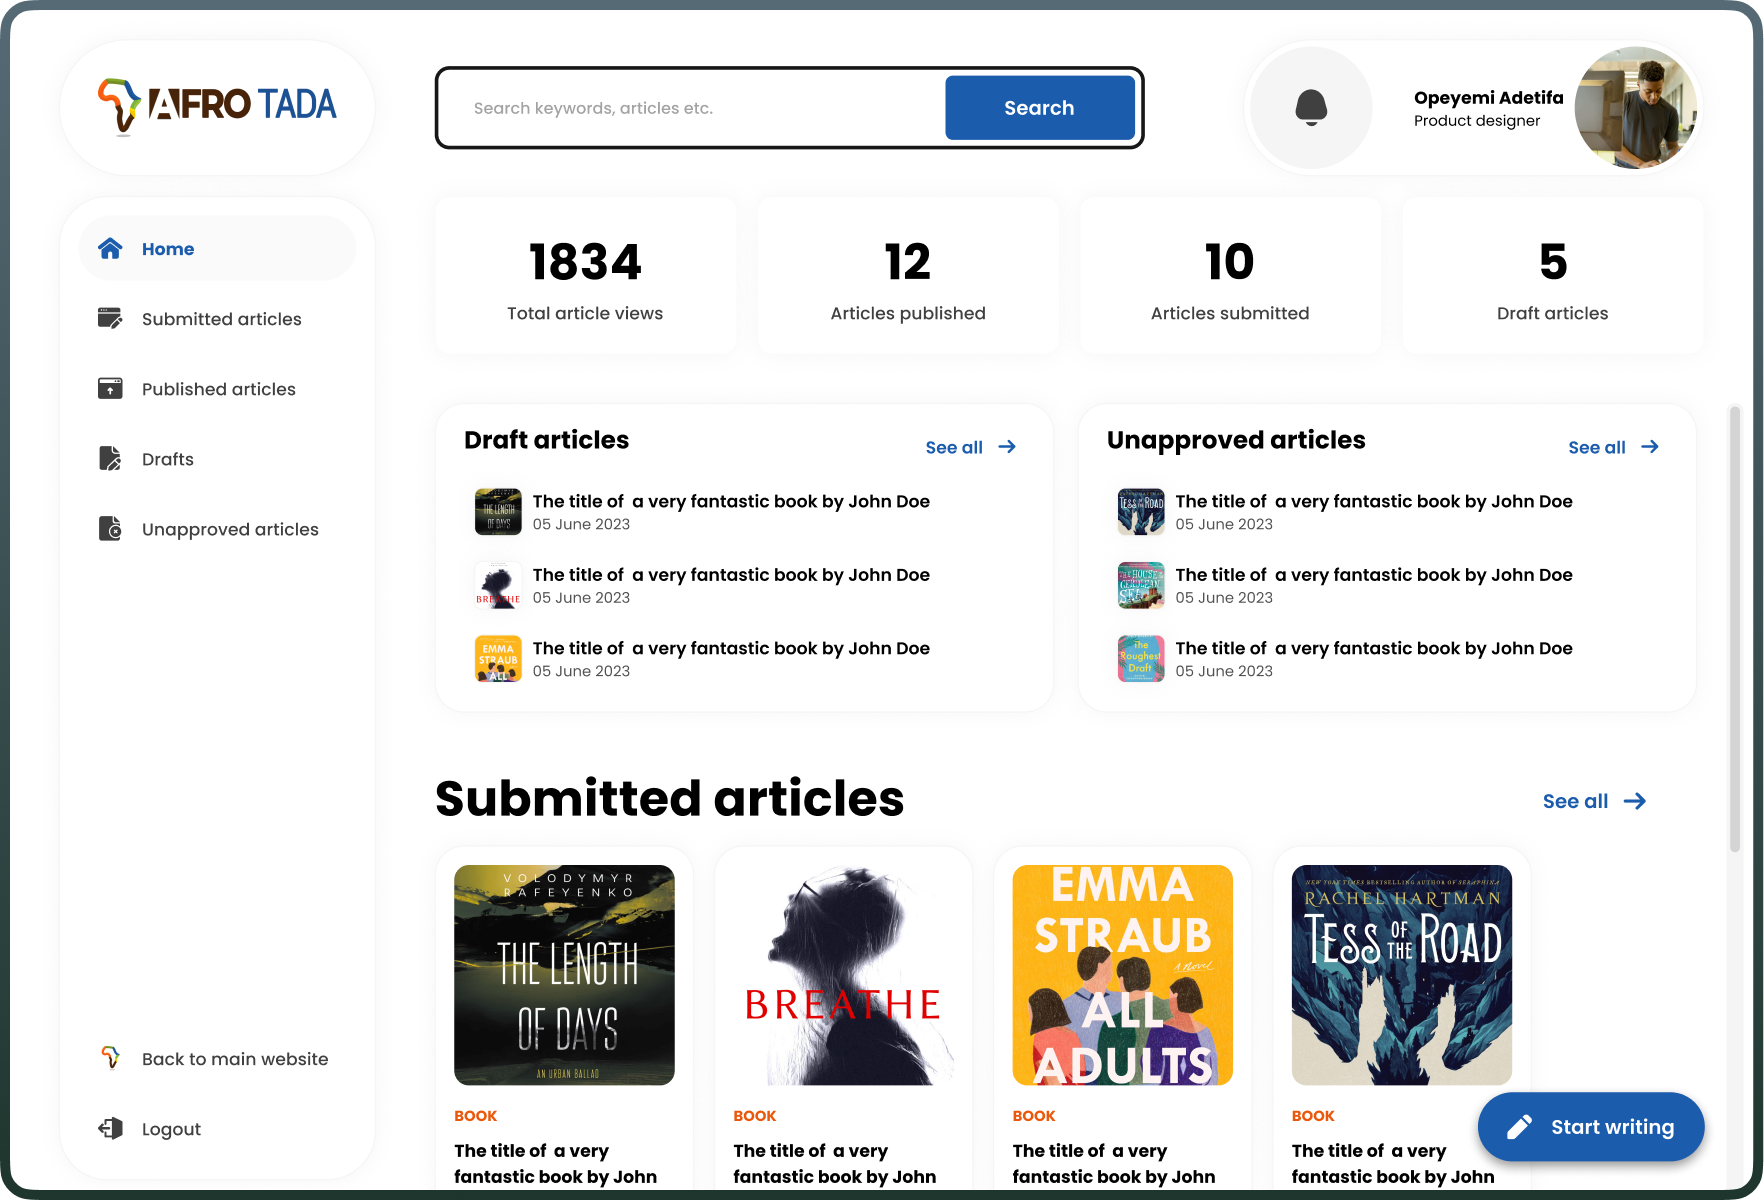 AFRO TADA
Search keywords, articles etc.
Search
Opeyemi Adetifa
Product designer
Home
Submitted articles
Published articles
Drafts
Unapproved articles
Back to main website
Logout
1834
Total article views
12
Articles published
10
Articles submitted
5
Draft articles
Draft articles
See all
THE LENGTH
OF DAYS
The title of a very fantastic book by John Doe
05 June 2023
BREATHE
The title of a very fantastic book by John Doe
05 June 2023
EMMA
STRAUB
ALL
The title of a very fantastic book by John Doe
05 June 2023
Unapproved articles
See all
TESS OF THE ROAD
The title of a very fantastic book by John Doe
05 June 2023
THE HOUSE
CERULEAN
SEA
The title of a very fantastic book by John Doe
05 June 2023
The
Roughest
Draft
The title of a very fantastic book by John Doe
05 June 2023
Submitted articles
See all
VOLODYMYR
RAFEYENKO
THE LENGTH
OF DAYS
AN URBAN BALLAD
BOOK
The title of a very
fantastic book by John
BREATHE
BOOK
The title of a very
fantastic book by John
EMMA
STRAUB
A Novel
ALL
ADULTS
BOOK
The title of a very
fantastic book by John
NEW YORK TIMES BESTSELLING AUTHOR OF SERAPHINA
RACHEL HARTMAN
TESS OF THE ROAD
BOOK
The title of a very
fantastic book by John
Start writing